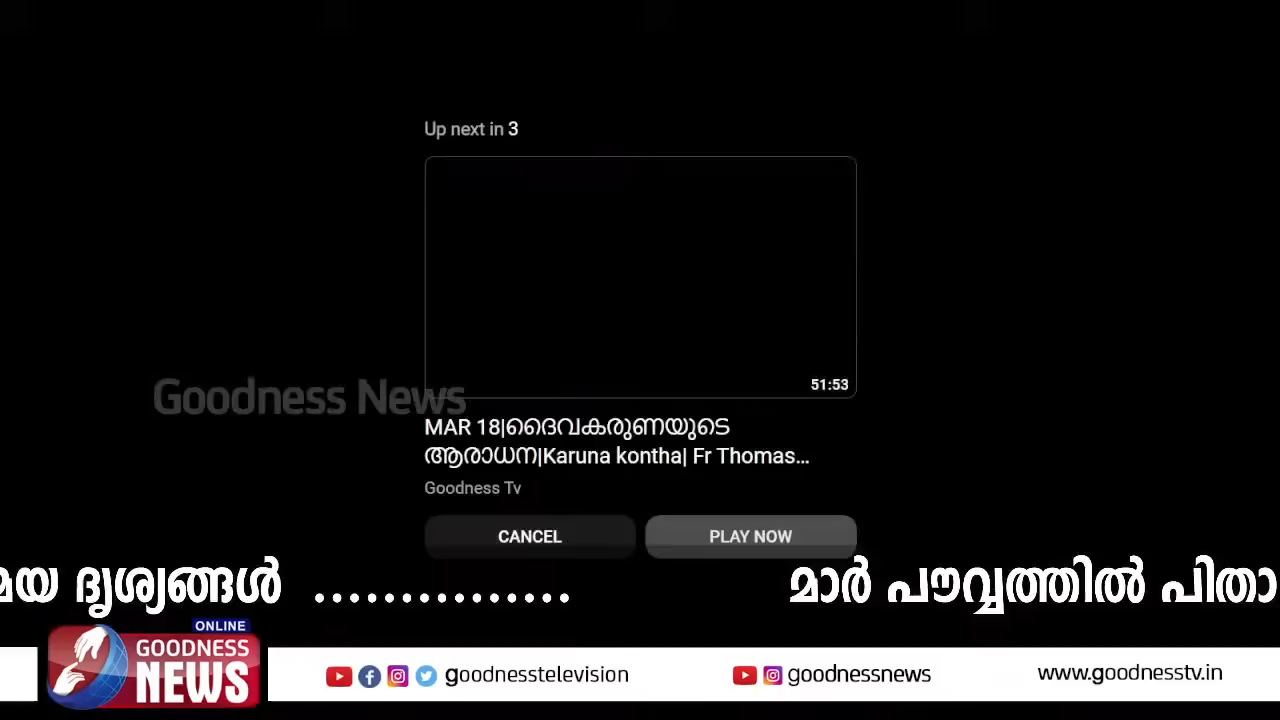 Up next in 3
51:53
Goodness News
MAR 18|ദൈവകരുണയുടെ
ആരാധന|Karuna kontha| Fr Thomas...
Goodness Tv
CANCEL
PLAY NOW
ദൃശ്യങ്ങൾ ............... മാർ പൗവ്വത്തിൽ പിതാ
ONLINE
GOODNESS
NEWS
goodnesstelevision
goodnessnews
www.goodnesstv.in